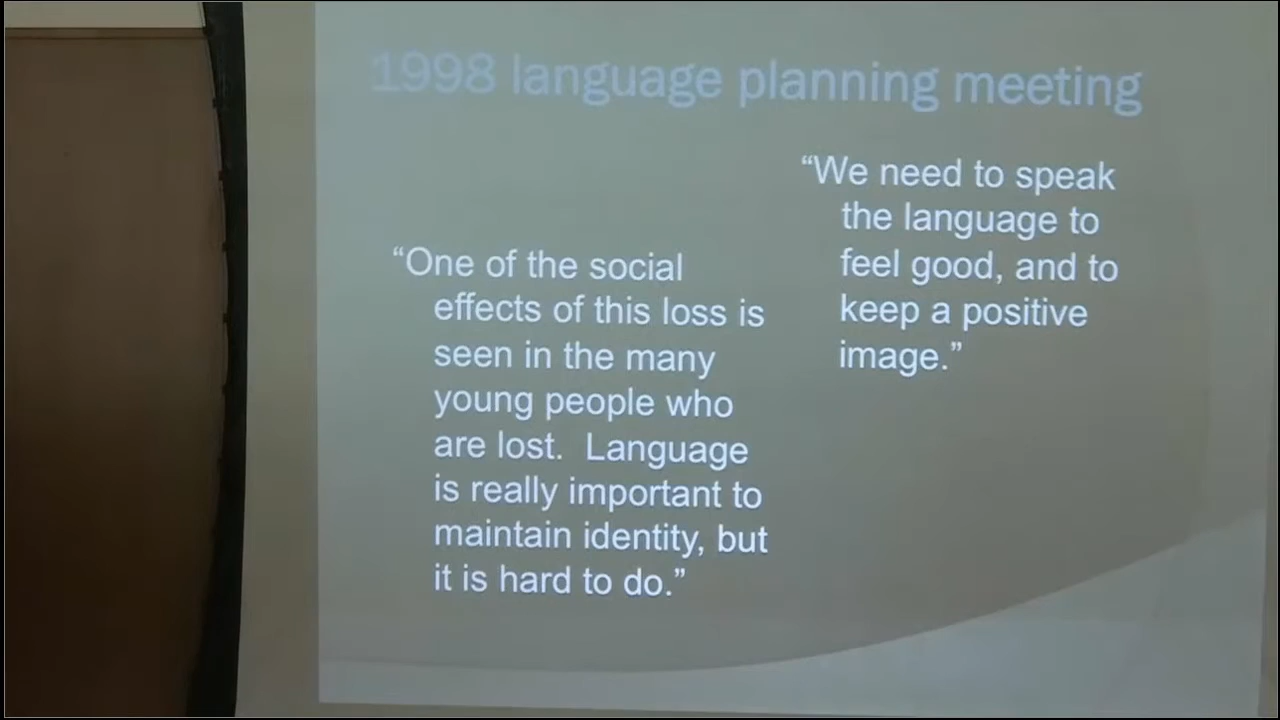 1998 language planning meeting
“One of the social
effects of this loss is
seen in the many
young people who
are lost.  Language
is really important to
maintain identity, but
it is hard to do.”
“We need to speak
the language to
feel good, and to
keep a positive
image.”